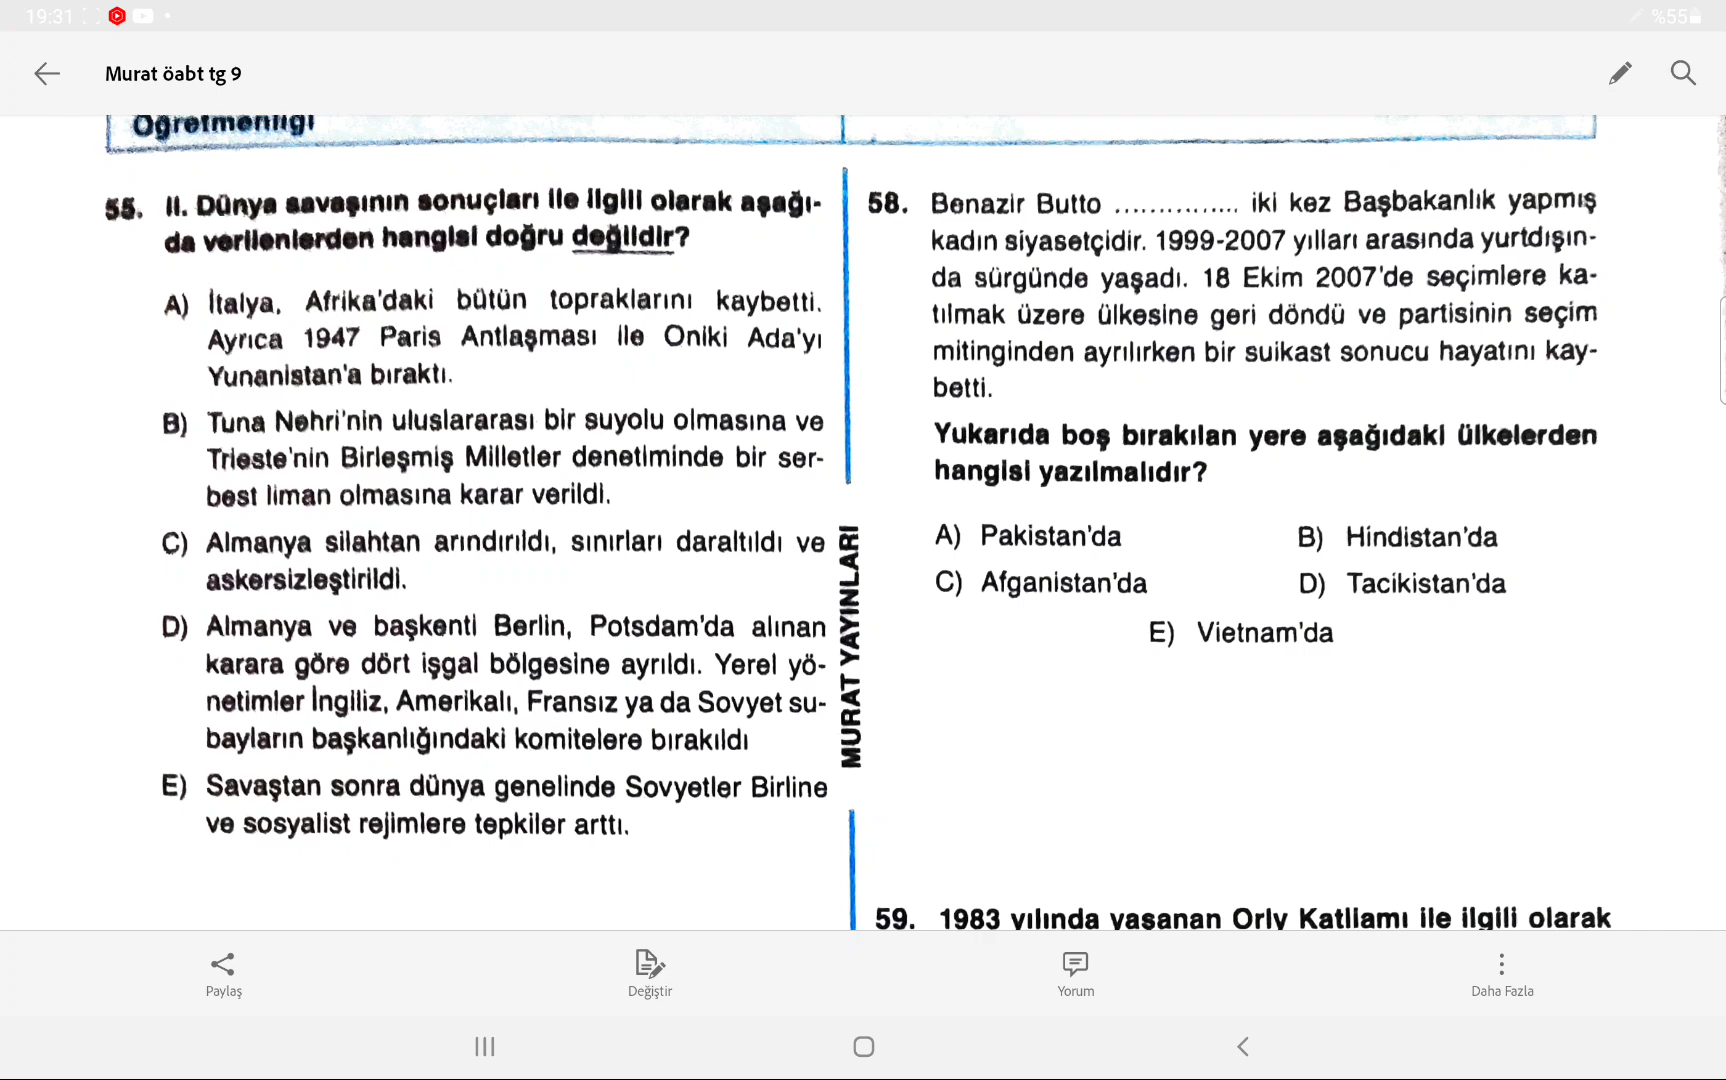 19:31
%55
Murat öabt tg 9
Öğretmenliği
55. II. Dünya savaşının sonuçları ile ilgili olarak aşağı-
da verilenlerden hangisi doğru değildir?
A) İtalya, Afrika'daki bütün topraklarını kaybetti.
Ayrıca 1947 Paris Antlaşması ile Oniki Ada'yı
Yunanistan'a bıraktı.
B) Tuna Nehri'nin uluslararası bir suyolu olmasına ve
Trieste'nin Birleşmiş Milletler denetiminde bir ser-
best liman olmasına karar verildi.
C) Almanya silahtan arındırıldı, sınırları daraltıldı ve
askersizleştirildi.
D) Almanya ve başkenti Berlin, Potsdam'da alınan
karara göre dört işgal bölgesine ayrıldı. Yerel yö-
netimler İngiliz, Amerikalı, Fransız ya da Sovyet su-
bayların başkanlığındaki komitelere bırakıldı
E) Savaştan sonra dünya genelinde Sovyetler Birline
ve sosyalist rejimlere tepkiler arttı.
MURAT YAYINLARI
58. Benazir Butto ............... iki kez Başbakanlık yapmış
kadın siyasetçidir. 1999-2007 yılları arasında yurtdışın-
da sürgünde yaşadı. 18 Ekim 2007'de seçimlere ka-
tılmak üzere ülkesine geri döndü ve partisinin seçim
mitinginden ayrılırken bir suikast sonucu hayatını kay-
betti.
Yukarıda boş bırakılan yere aşağıdaki ülkelerden
hangisi yazılmalıdır?
A) Pakistan'da B) Hindistan'da
C) Afganistan'da D) Tacikistan'da
E) Vietnam'da
59. 1983 yılında yaşanan Orly Katliamı ile ilgili olarak
Paylaş
Değiştir
Yorum
Daha Fazla